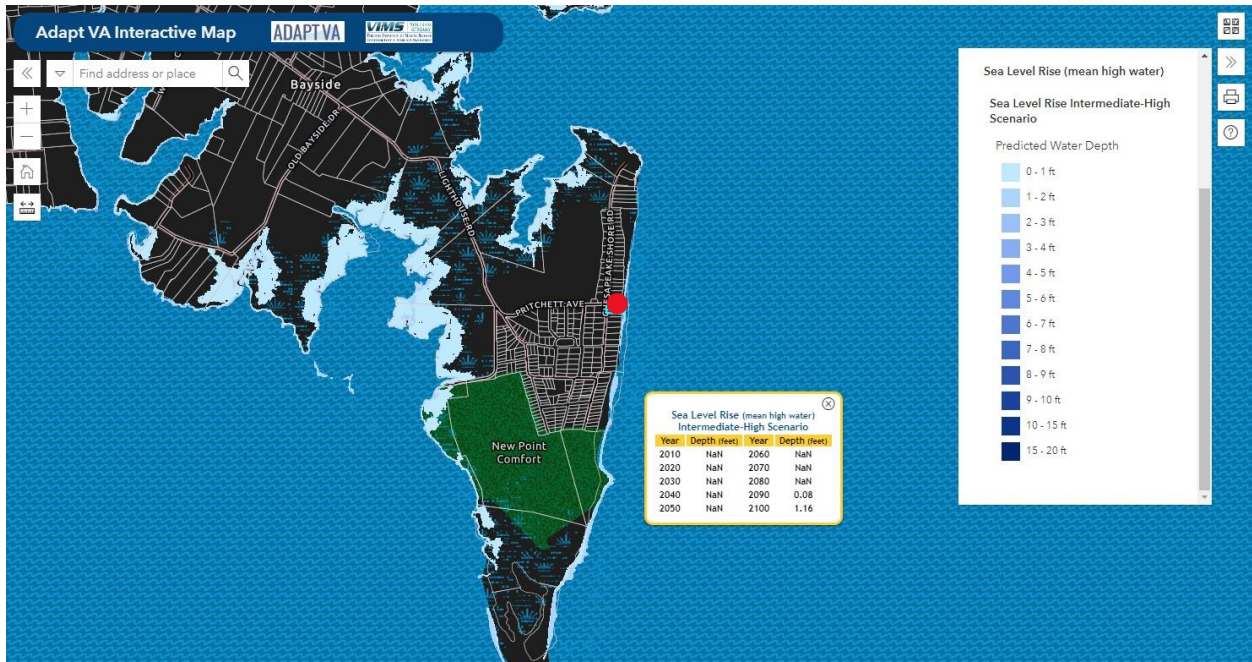 Adapt VA Interactive Map
ADAPTVA
VIMS
Find address or place
Bayside
OLD BAYSIDE DR
LIGHTHOUSE RD
CHESAPEAKE SHORE RD
PRITCHETT AVE
New Point
Comfort
Sea Level Rise (mean high water)
Intermediate-High Scenario
Year Depth (feet) Year Depth (feet)
2010 NaN 2060 NaN
2020 NaN 2070 NaN
2030 NaN 2080 NaN
2040 NaN 2090 0.08
2050 NaN 2100 1.16
Sea Level Rise (mean high water)
Sea Level Rise Intermediate-High
Scenario
Predicted Water Depth
0 - 1 ft
1 - 2 ft
2 - 3 ft
3 - 4 ft
4 - 5 ft
5 - 6 ft
6 - 7 ft
7 - 8 ft
8 - 9 ft
9 - 10 ft
10 - 15 ft
15 - 20 ft